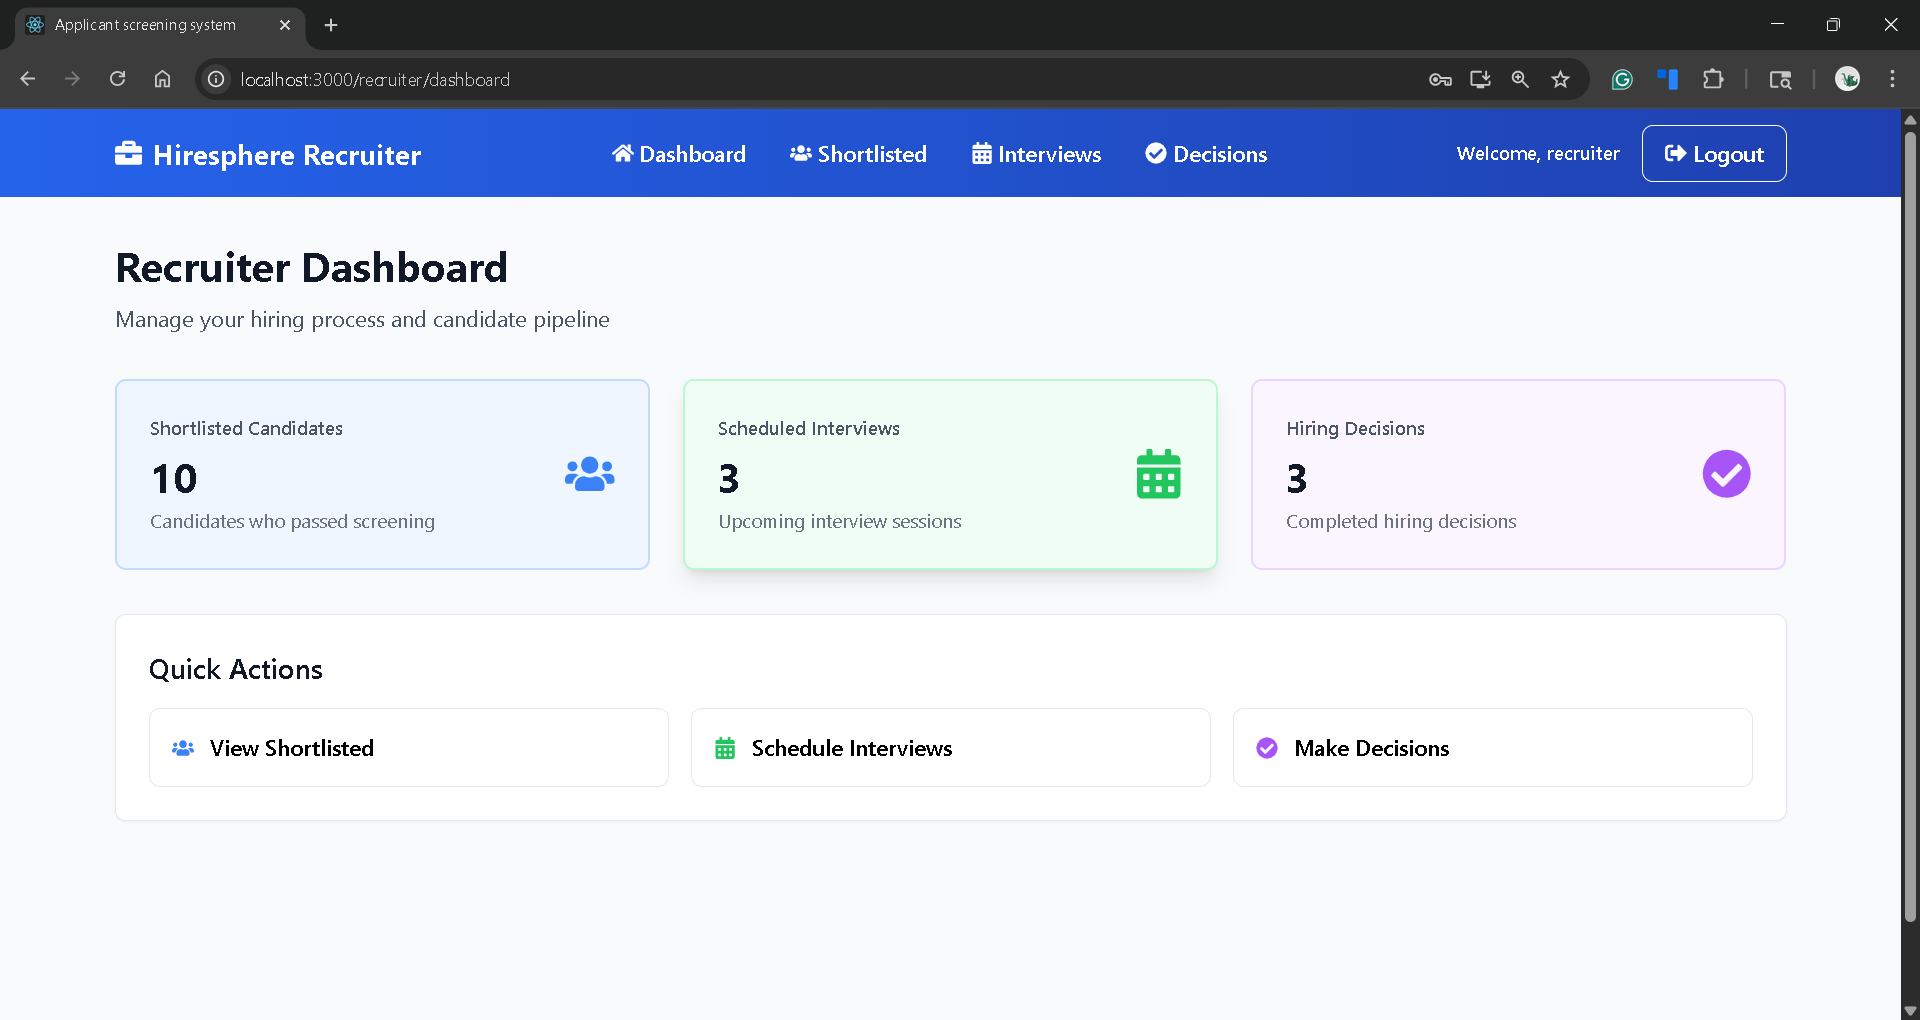 Applicant screening system
localhost:3000/recruiter/dashboard
Hiresphere Recruiter
Dashboard
Shortlisted
Interviews
Decisions
Welcome, recruiter
Logout
Recruiter Dashboard
Manage your hiring process and candidate pipeline
Shortlisted Candidates
10
Candidates who passed screening
Scheduled Interviews
3
Upcoming interview sessions
Hiring Decisions
3
Completed hiring decisions
Quick Actions
View Shortlisted
Schedule Interviews
Make Decisions